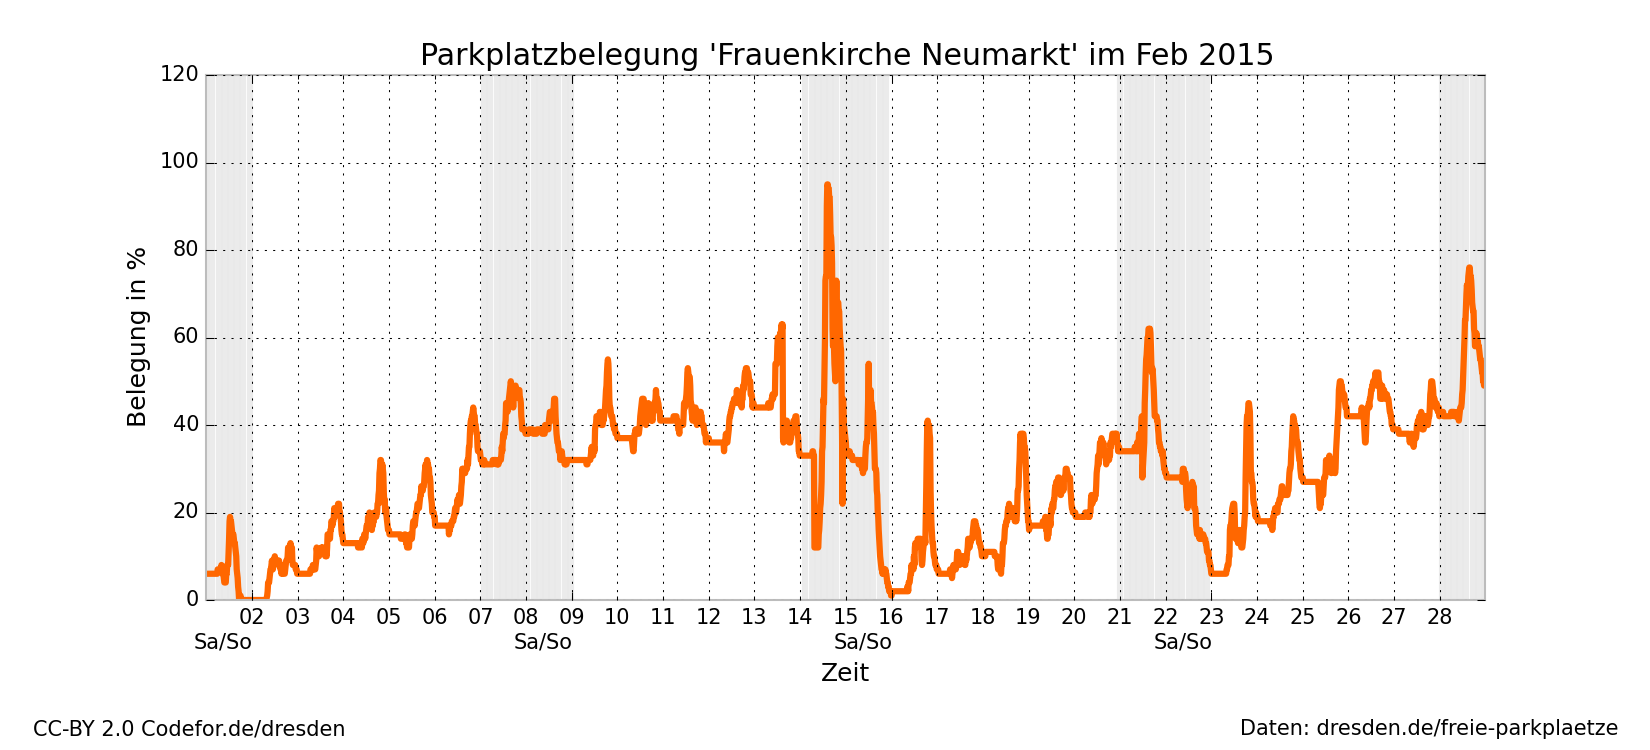 Parkplatzbelegung 'Frauenkirche Neumarkt' im Feb 2015
120
100
80
60
40
20
0
Belegung in %
02 03 04 05 06 07 08 09 10 11 12 13 14 15 16 17 18 19 20 21 22 23 24 25 26 27 28
Sa/So Sa/So Sa/So Sa/So
Zeit
CC-BY 2.0 Codefor.de/dresden
Daten: dresden.de/freie-parkplaetze